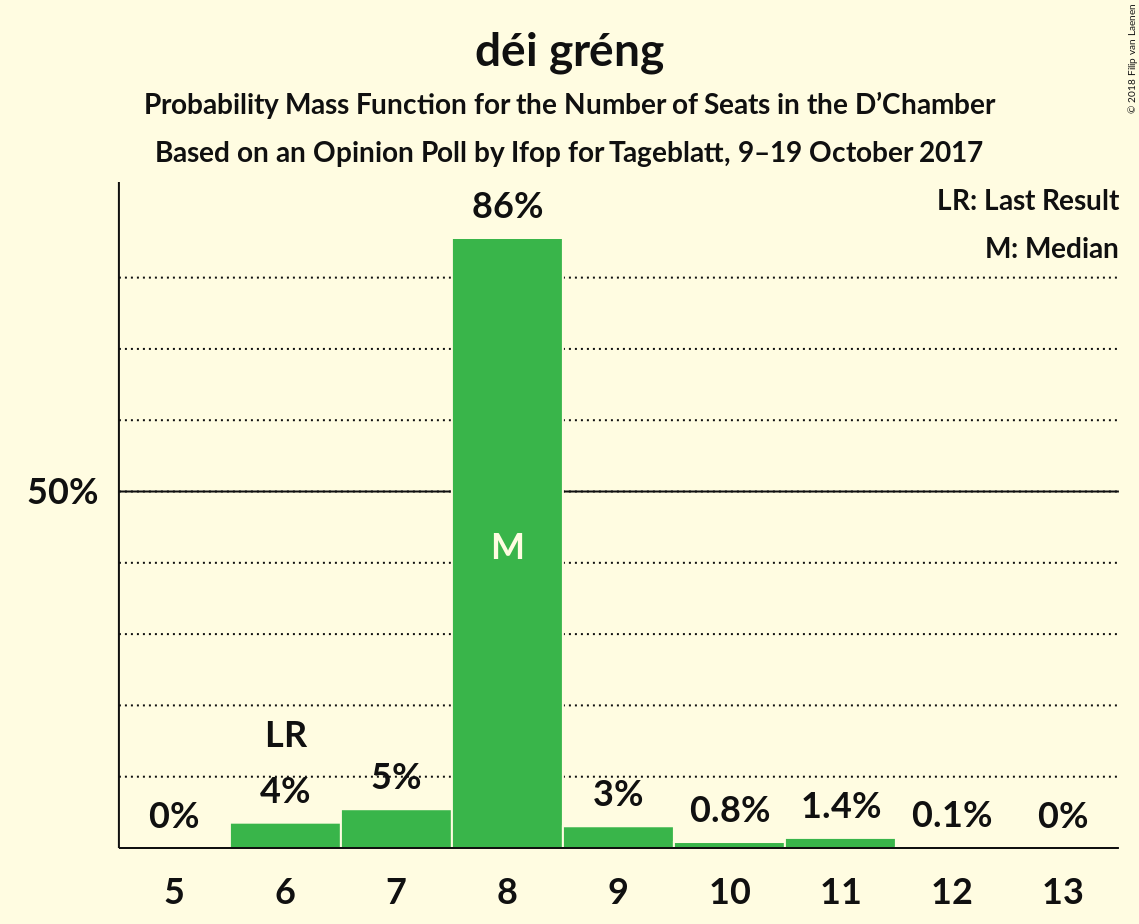 déi gréng
Probability Mass Function for the Number of Seats in the D’Chamber
Based on an Opinion Poll by Ifop for Tageblatt, 9–19 October 2017
© 2018 Filip van Laenen
LR: Last Result
M: Median
86%
50%
M
LR
0%
4%
5%
3%
0.8%
1.4%
0.1%
0%
5 6 7 8 9 10 11 12 13